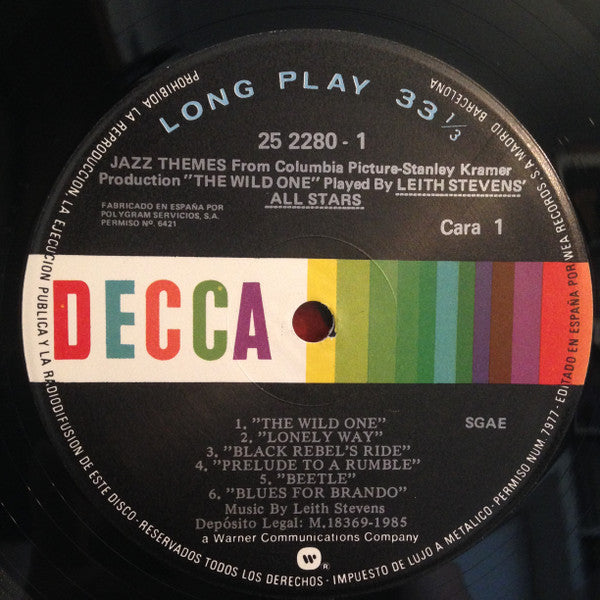 LONG PLAY 33 1/3
25 2280 - 1
JAZZ THEMES From Columbia Picture-Stanley Kramer
Production "THE WILD ONE" Played By LEITH STEVENS'
ALL STARS
FABRICADO EN ESPAÑA POR
POLYGRAM SERVICIOS, S.A.
PERMISO Nº. 6421
Cara 1
DECCA
1. "THE WILD ONE"
2. "LONELY WAY"
3. "BLACK REBEL'S RIDE"
4. "PRELUDE TO A RUMBLE"
5. "BEETLE"
6. "BLUES FOR BRANDO"
Music By Leith Stevens
Depósito Legal: M.18369-1985
SGAE
a Warner Communications Company
W ®
PROHIBIDA LA REPRODUCCION, LA EJECUCION PUBLICA Y LA RADIODIFUSION DE ESTE DISCO - RESERVADOS TODOS LOS DERECHOS - IMPUESTO DE LUJO A METALICO - PERMISO NUM. 7977 - EDITADO EN ESPAÑA POR WEA RECORDS, S.A. MADRID BARCELONA